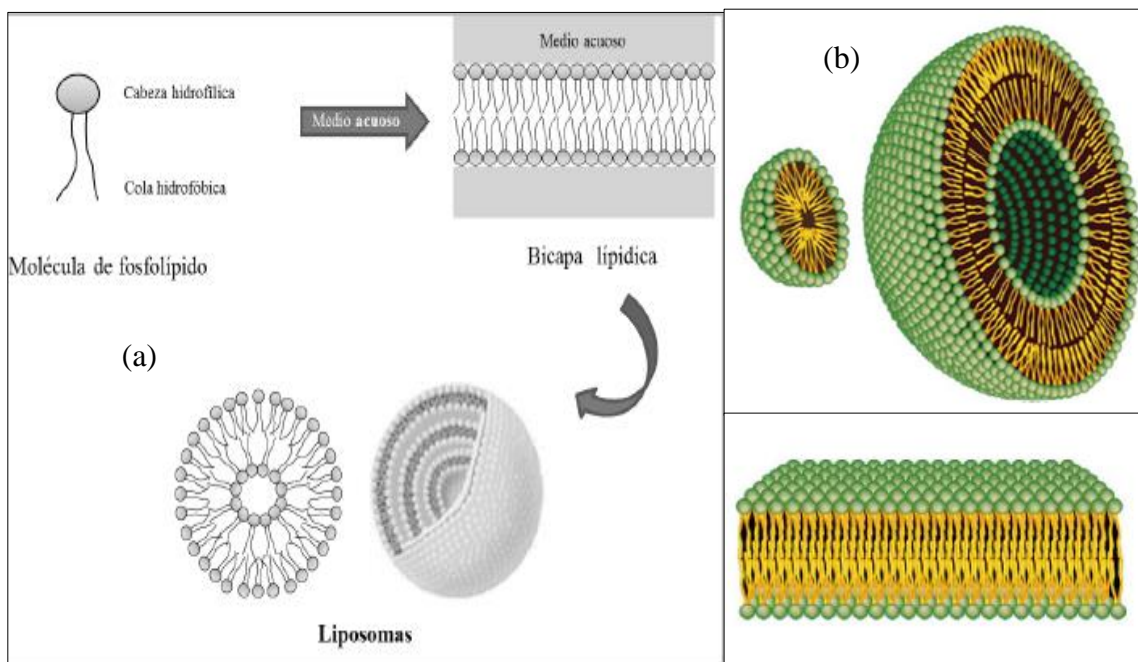 Medio acuoso
(b)
Cabeza hidrofílica
Medio acuoso
Cola hidrofóbica
Molécula de fosfolípido
Bicapa lípidica
(a)
Liposomas